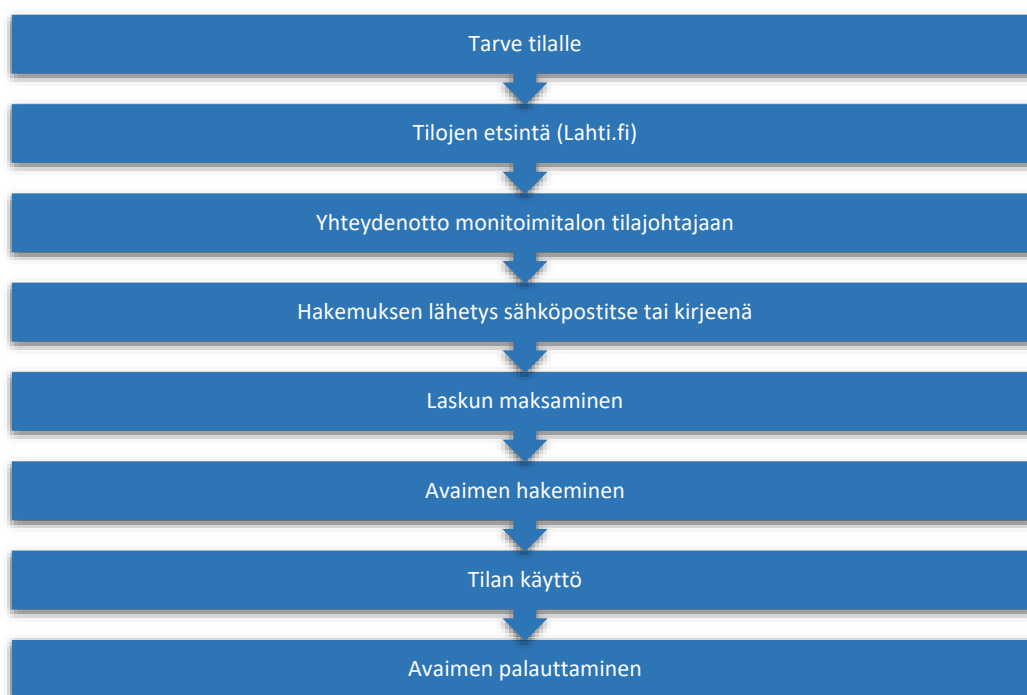 Tarve tilalle
Tilojen etsintä (Lahti.fi)
Yhteydenotto monitoimitalon tilajohtajaan
Hakemuksen lähetys sähköpostitse tai kirjeenä
Laskun maksaminen
Avaimen hakeminen
Tilan käyttö
Avaimen palauttaminen